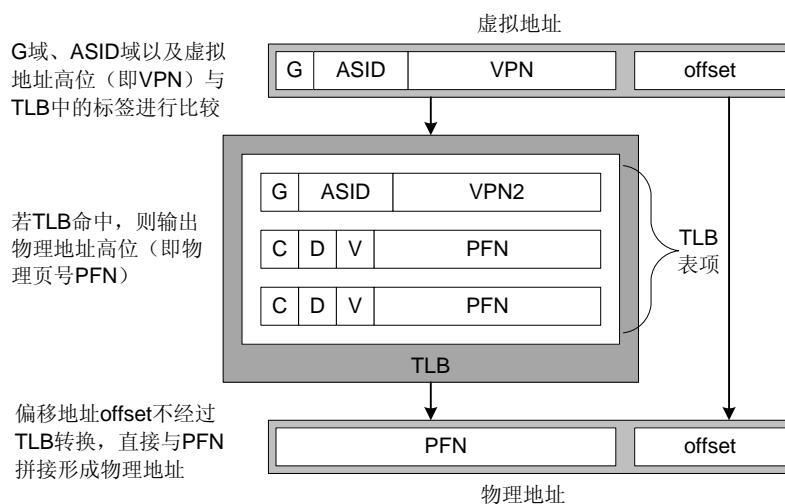 虚拟地址
G域、ASID域以及虚拟
地址高位（即VPN）与
TLB中的标签进行比较
G ASID VPN offset
G ASID VPN2
若TLB命中，则输出
物理地址高位（即物
理页号PFN）
C D V PFN
C D V PFN
TLB
表项
TLB
偏移地址offset不经过
TLB转换，直接与PFN
拼接形成物理地址
PFN offset
物理地址